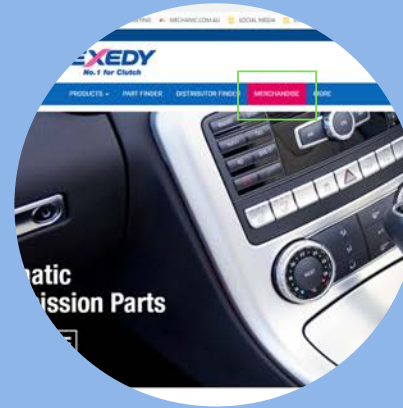 MECHANIC.COM.AU SOCIAL MEDIA
EXEDY
No.1 for Clutch
PRODUCTS PART FINDER DISTRIBUTOR FINDER MERCHANDISE MORE
matic
ission Parts